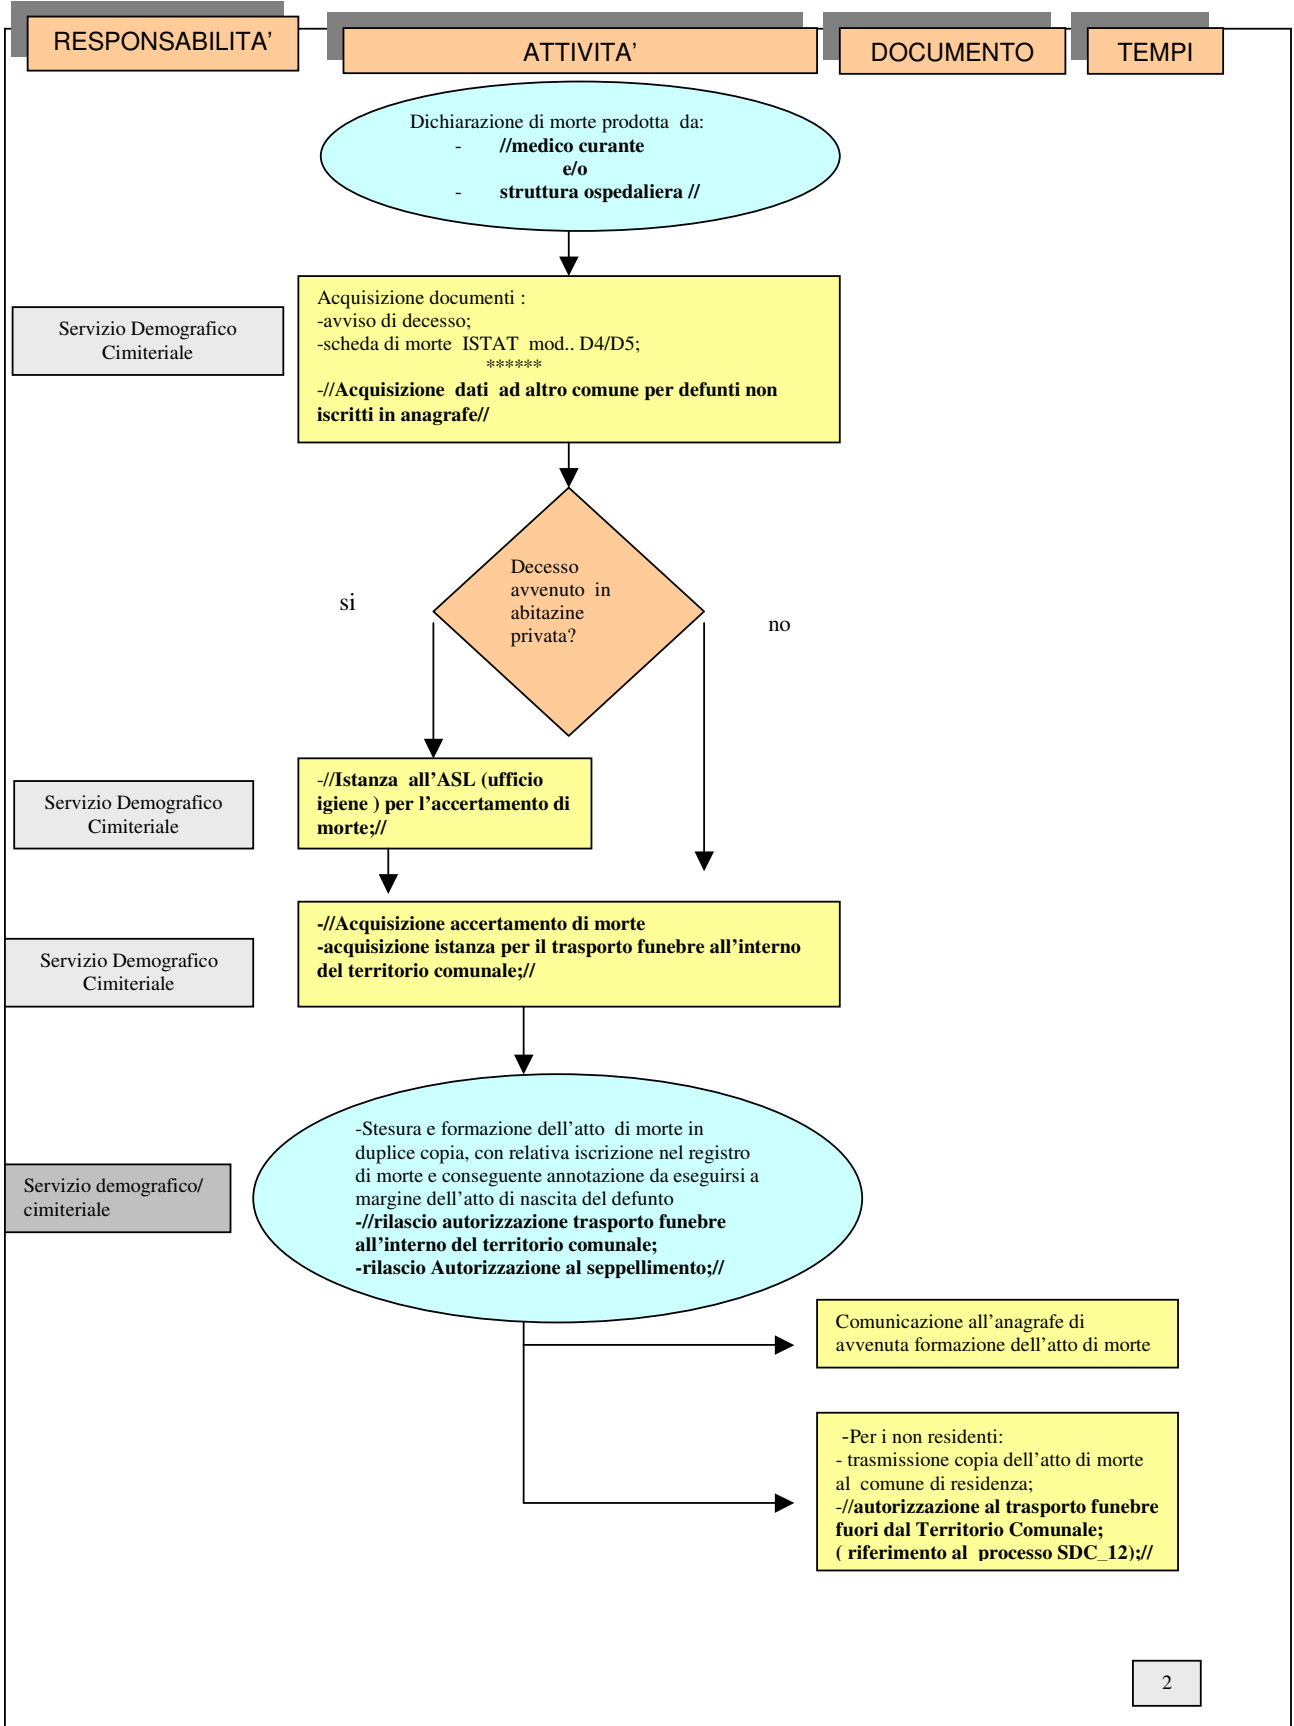 RESPONSABILITA’
ATTIVITA’
DOCUMENTO
TEMPI
Dichiarazione di morte prodotta da:
- //medico curante
e/o
- struttura ospedaliera //
Servizio Demografico
Cimiteriale
Acquisizione documenti :
-avviso di decesso;
-scheda di morte ISTAT mod.. D4/D5;
******
-//Acquisizione dati ad altro comune per defunti non
iscritti in anagrafe//
Decesso
avvenuto in
abitazine
privata?
si
no
Servizio Demografico
Cimiteriale
-//Istanza all’ASL (ufficio
igiene ) per l’accertamento di
morte;//
Servizio Demografico
Cimiteriale
-//Acquisizione accertamento di morte
-acquisizione istanza per il trasporto funebre all’interno
del territorio comunale;//
Servizio demografico/
cimiteriale
-Stesura e formazione dell’atto di morte in
duplice copia, con relativa iscrizione nel registro
di morte e conseguente annotazione da eseguirsi a
margine dell’atto di nascita del defunto
-//rilascio autorizzazione trasporto funebre
all’interno del territorio comunale;
-rilascio Autorizzazione al seppellimento;//
Comunicazione all’anagrafe di
avvenuta formazione dell’atto di morte
-Per i non residenti:
- trasmissione copia dell’atto di morte
al comune di residenza;
-//autorizzazione al trasporto funebre
fuori dal Territorio Comunale;
( riferimento al processo SDC_12);//
2